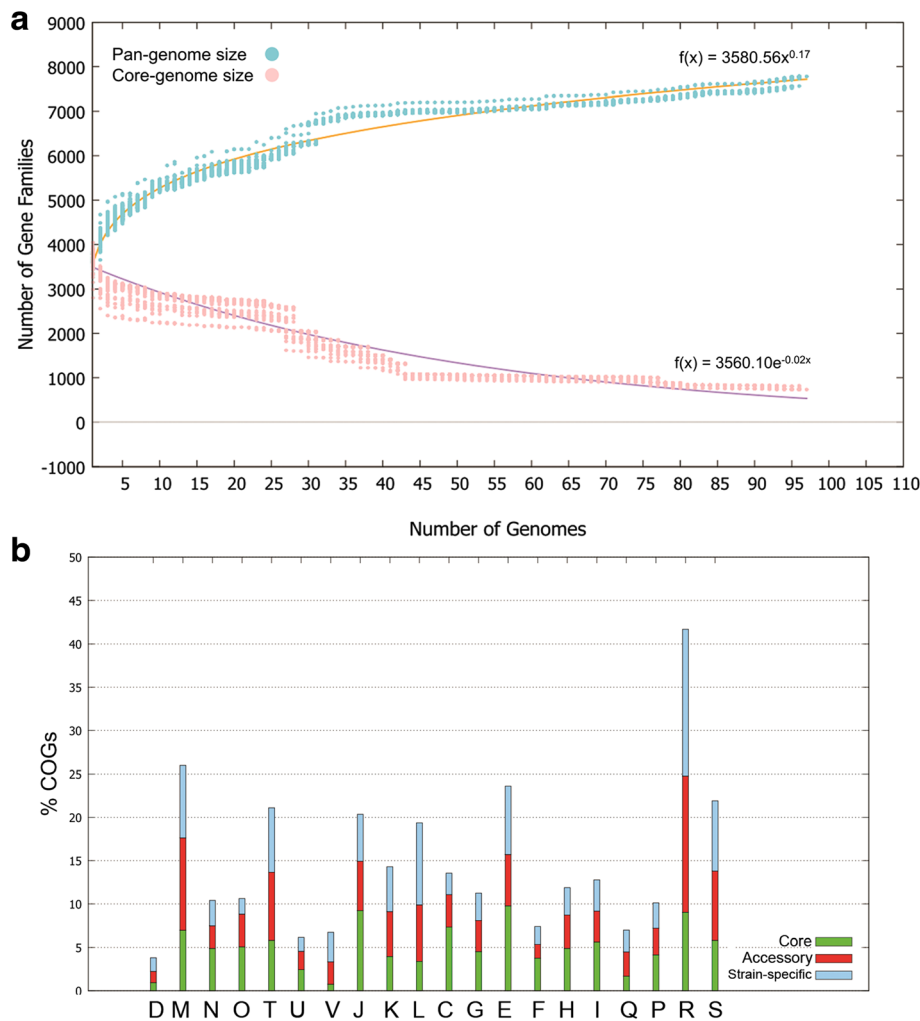 a
9000
8000
7000
6000
5000
4000
3000
2000
1000
0
-1000
Number of Gene Families
Pan-genome size
Core-genome size
f(x) = 3580.56x^0.17
f(x) = 3560.10e^-0.02x
5 10 15 20 25 30 35 40 45 50 55 60 65 70 75 80 85 90 95 100 105 110
Number of Genomes
b
50
45
40
35
30
25
20
15
10
5
0
% COGs
Core
Accessory
Strain-specific
D M N O T U V J K L C G E F H I Q P R S